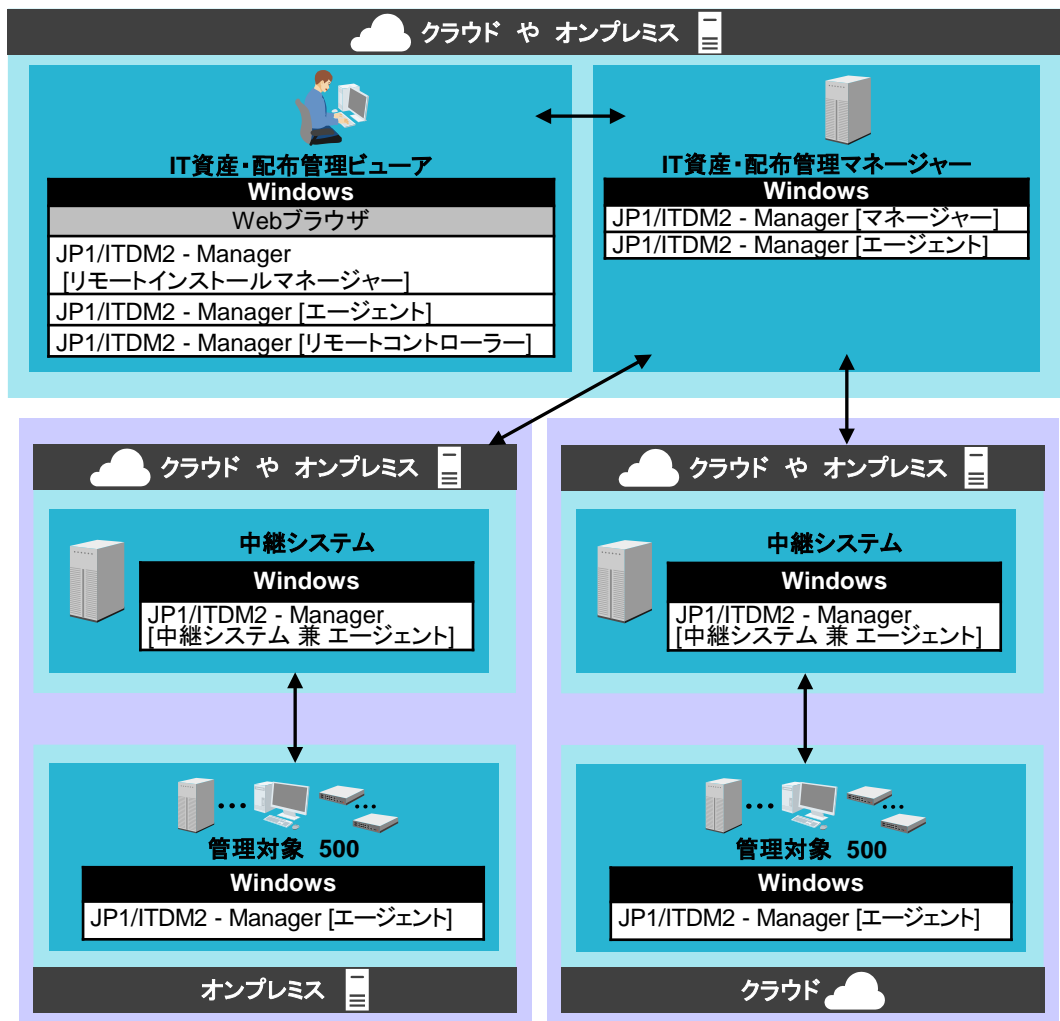 クラウド や オンプレミス
IT資産・配布管理ビューア
Windows
Webブラウザ
JP1/ITDM2 - Manager
[リモートインストールマネージャー]
JP1/ITDM2 - Manager [エージェント]
JP1/ITDM2 - Manager [リモートコントローラー]
IT資産・配布管理マネージャー
Windows
JP1/ITDM2 - Manager [マネージャー]
JP1/ITDM2 - Manager [エージェント]
クラウド や オンプレミス
中継システム
Windows
JP1/ITDM2 - Manager
[中継システム 兼 エージェント]
...
...
管理対象 500
Windows
JP1/ITDM2 - Manager [エージェント]
オンプレミス
クラウド や オンプレミス
中継システム
Windows
JP1/ITDM2 - Manager
[中継システム 兼 エージェント]
...
...
管理対象 500
Windows
JP1/ITDM2 - Manager [エージェント]
クラウド